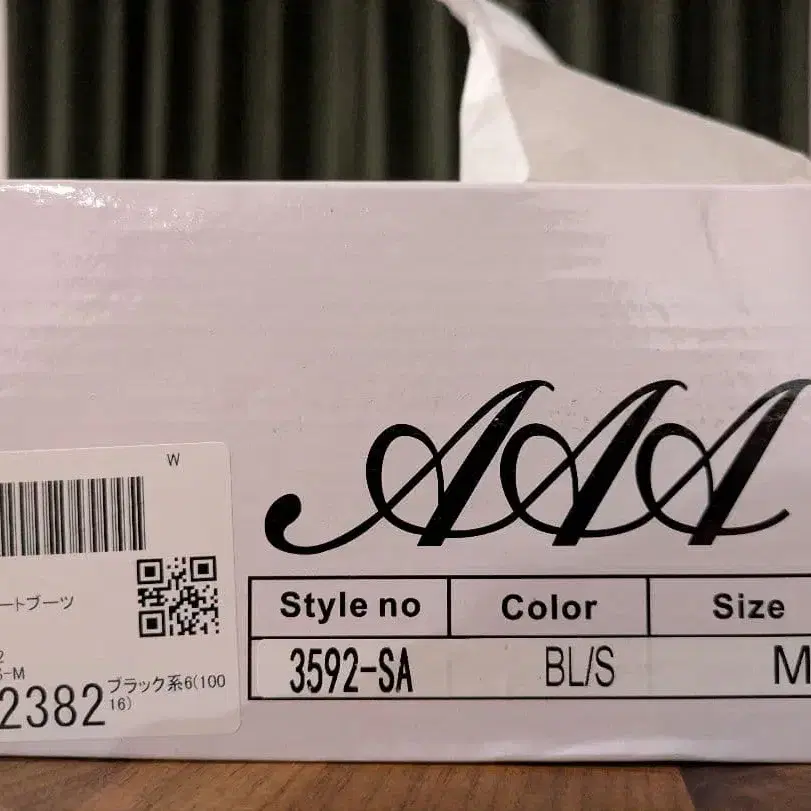 AAA
Style no Color Size
3592-SA BL/S M
W
ートブーツ
2
S-M
2382 ブラック系6(100
16)